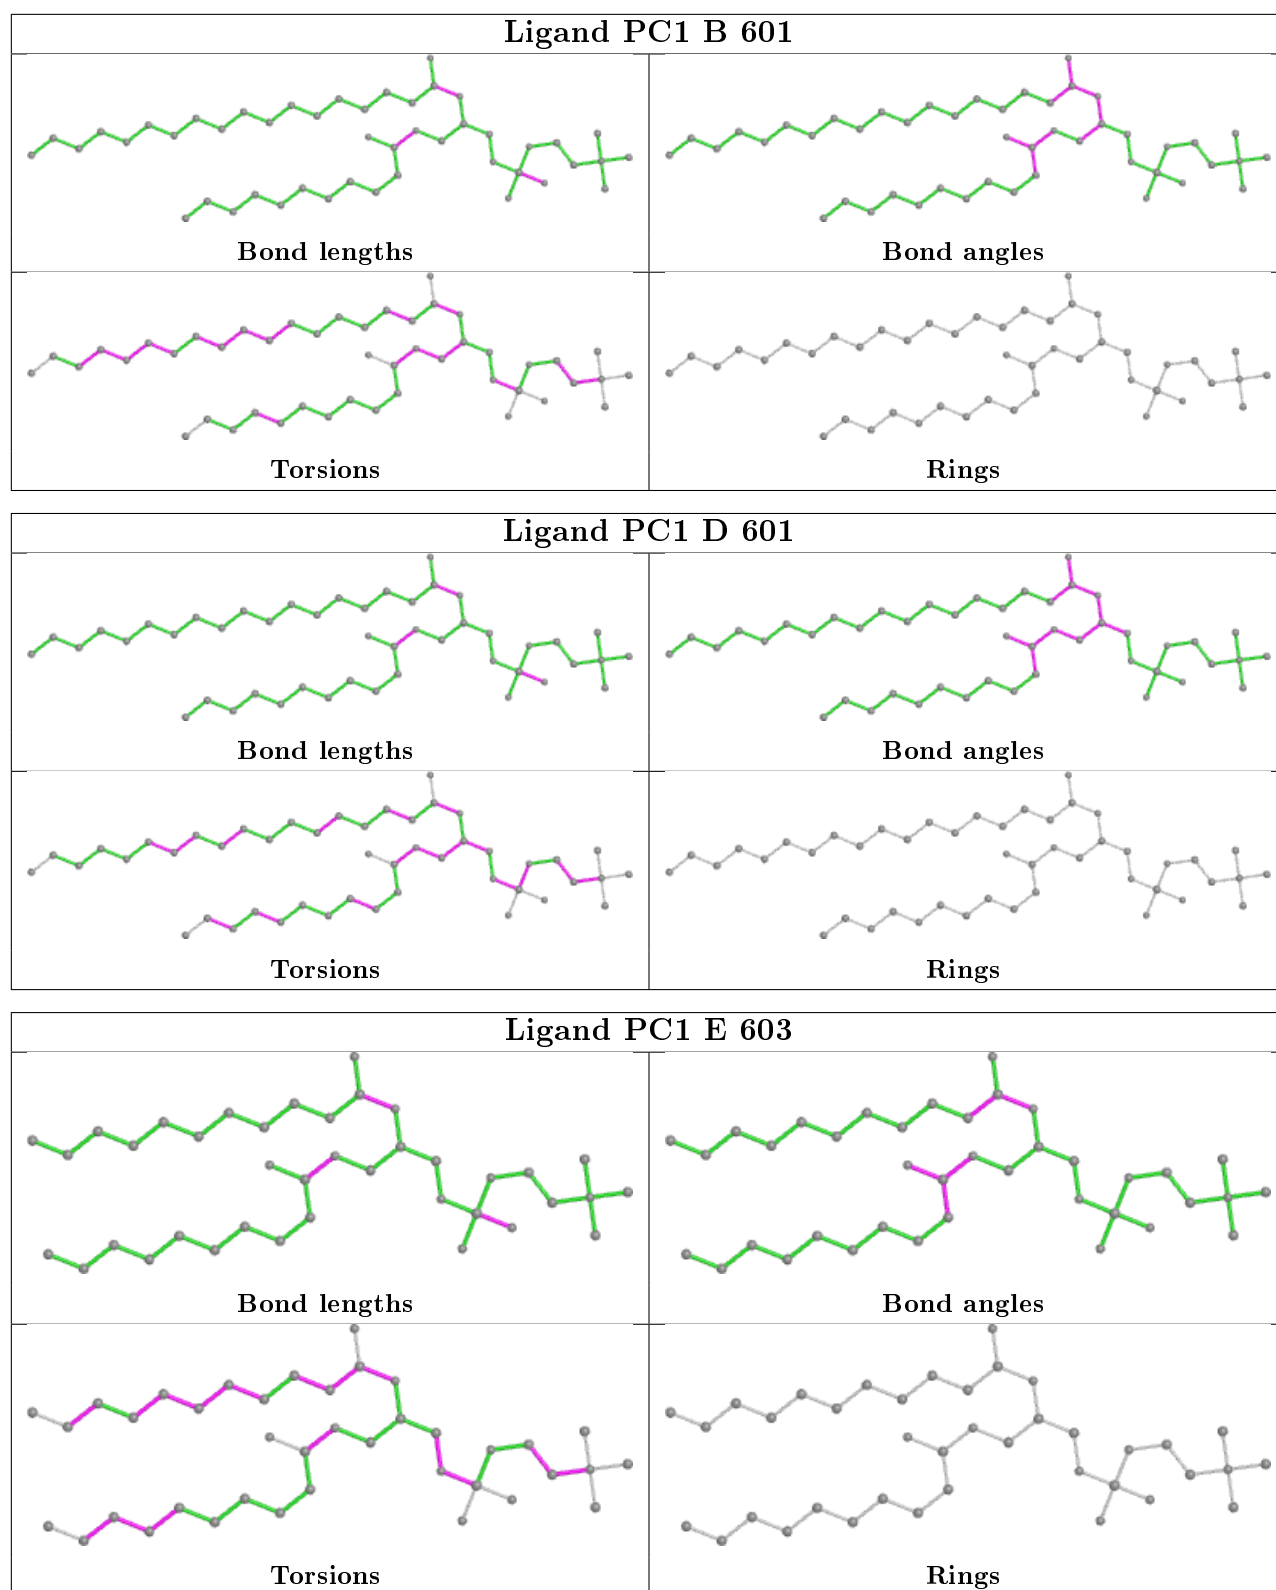 Ligand PC1 B 601
Bond lengths
Bond angles
Torsions
Rings
Ligand PC1 D 601
Bond lengths
Bond angles
Torsions
Rings
Ligand PC1 E 603
Bond lengths
Bond angles
Torsions
Rings